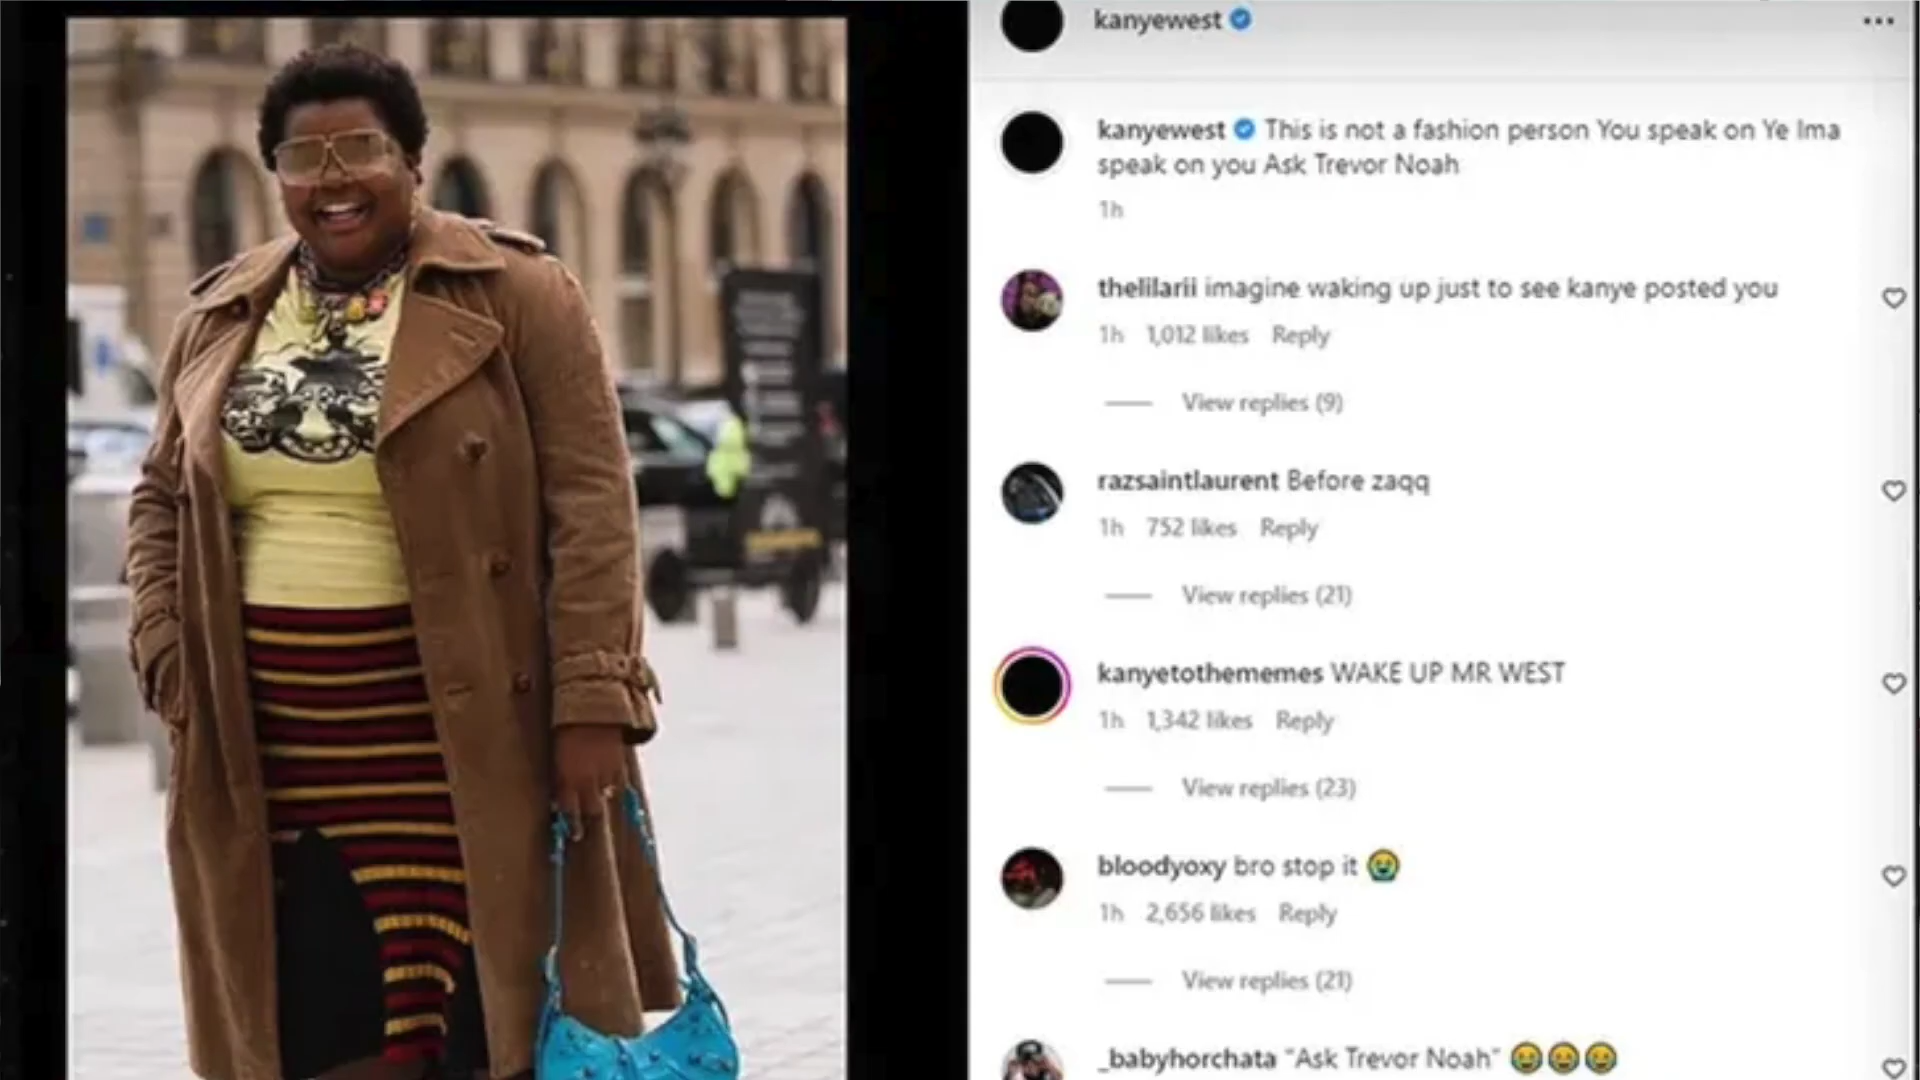 kanyewest
kanyewest This is not a fashion person You speak on Ye Ima
speak on you Ask Trevor Noah
1h
thelilarii imagine waking up just to see kanye posted you
1h 1,012 likes Reply
View replies (9)
razsaintlaurent Before zaqq
1h 752 likes Reply
View replies (21)
kanyetothememes WAKE UP MR WEST
1h 1,342 likes Reply
View replies (23)
bloodyoxy bro stop it 😭
1h 2,656 likes Reply
View replies (21)
_babyhorchata "Ask Trevor Noah" 😂😂😂